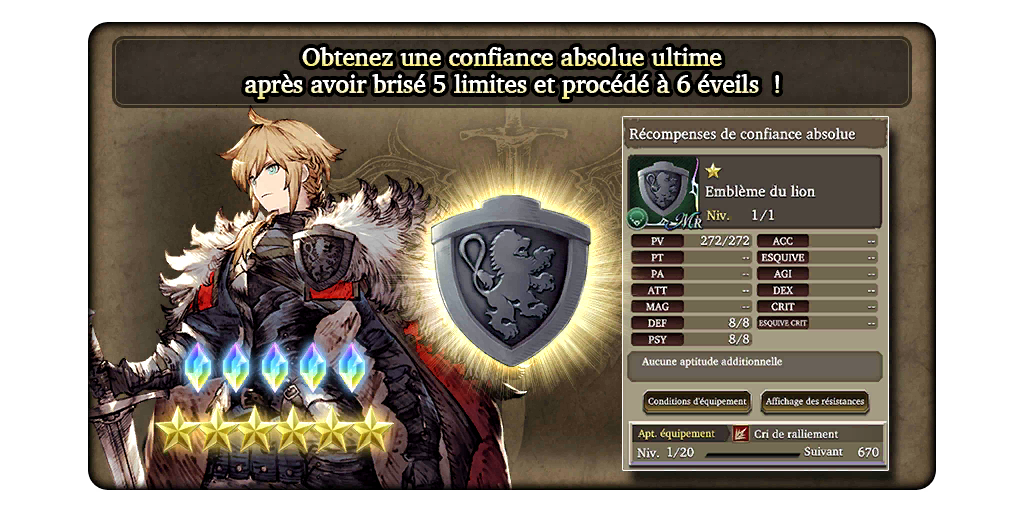 Obtenez une confiance absolue ultime
après avoir brisé 5 limites et procédé à 6 éveils !
Récompenses de confiance absolue
Emblème du lion
MR
Niv. 1/1
PV 272/272 ACC --
PT -- ESQUIVE --
PA -- AGI --
ATT -- DEX --
MAG -- CRIT --
DEF 8/8 ESQUIVE CRIT --
PSY 8/8
Aucune aptitude additionnelle
Conditions d'équipement Affichage des résistances
Apt. équipement Cri de ralliement
Niv. 1/20 Suivant 670